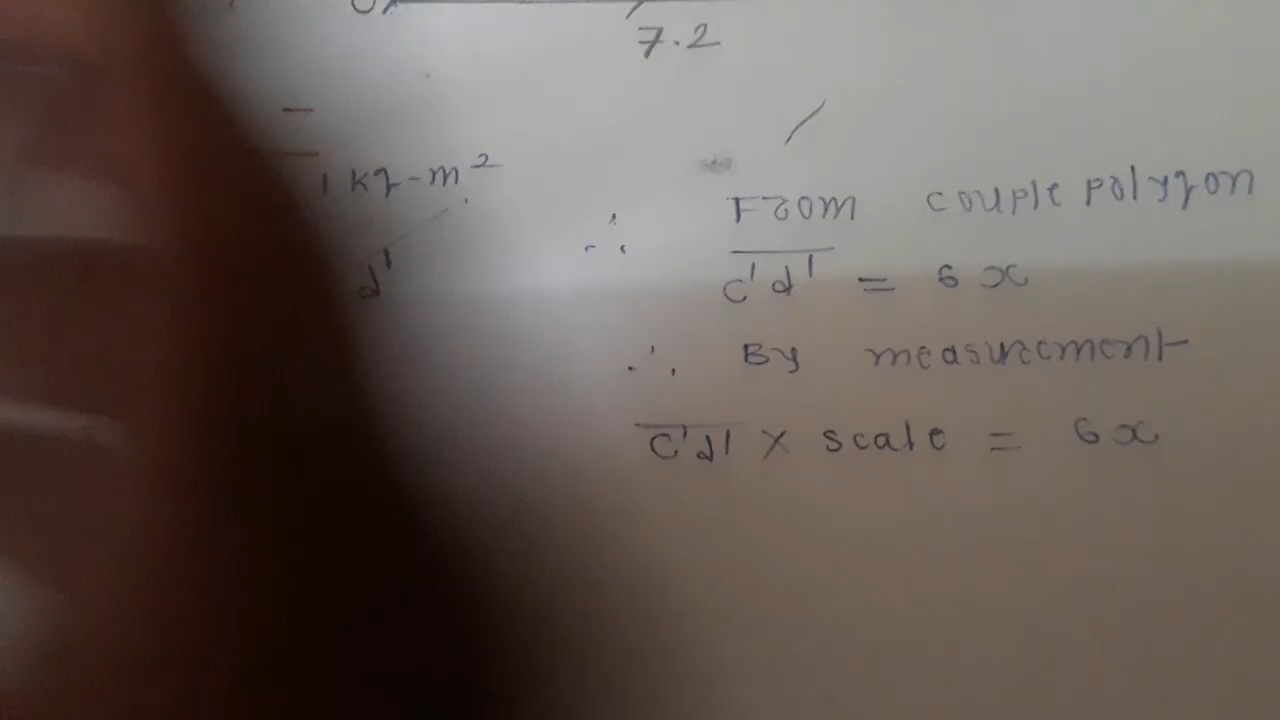 7.2
1 kg-m²
d'
∴ From couple polygon
c'd' = 6x
∴ By measurement
c'd' × scale = 6x